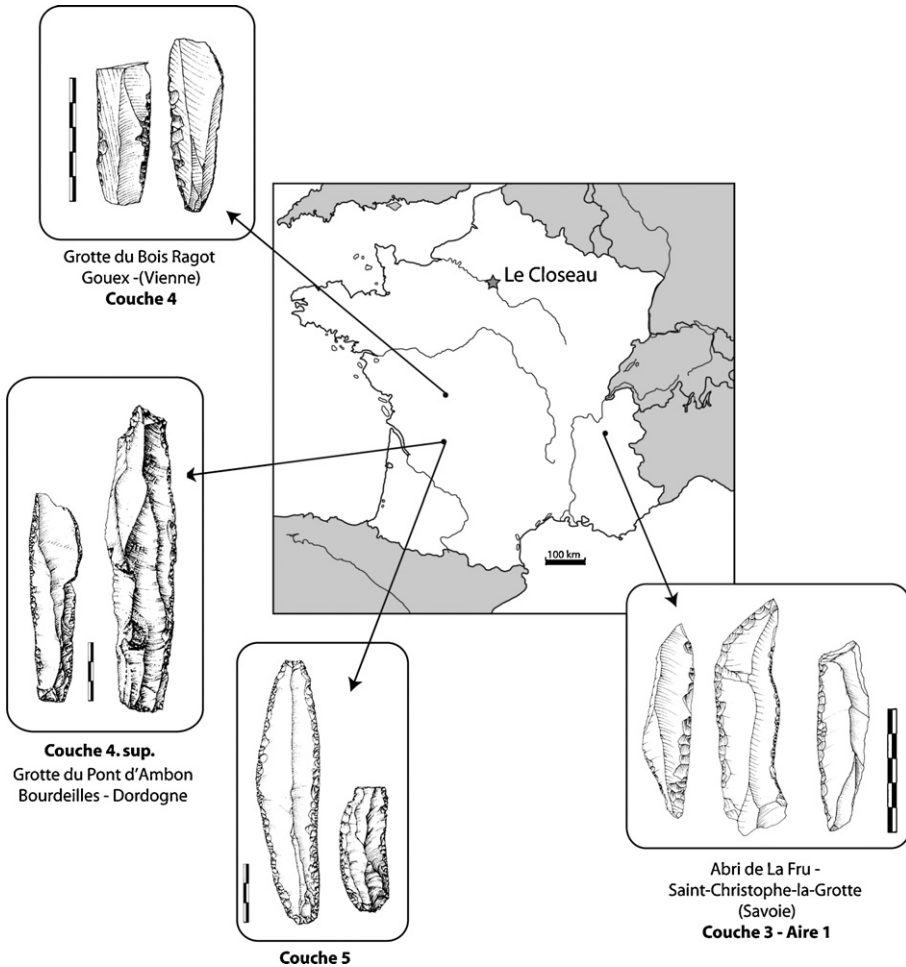 Grotte du Bois Ragot
Gouex -(Vienne)
Couche 4
Le Closeau
100 km
Couche 4. sup.
Grotte du Pont d'Ambon
Bourdeilles - Dordogne
Couche 5
Abri de La Fru -
Saint-Christophe-la-Grotte
(Savoie)
Couche 3 - Aire 1